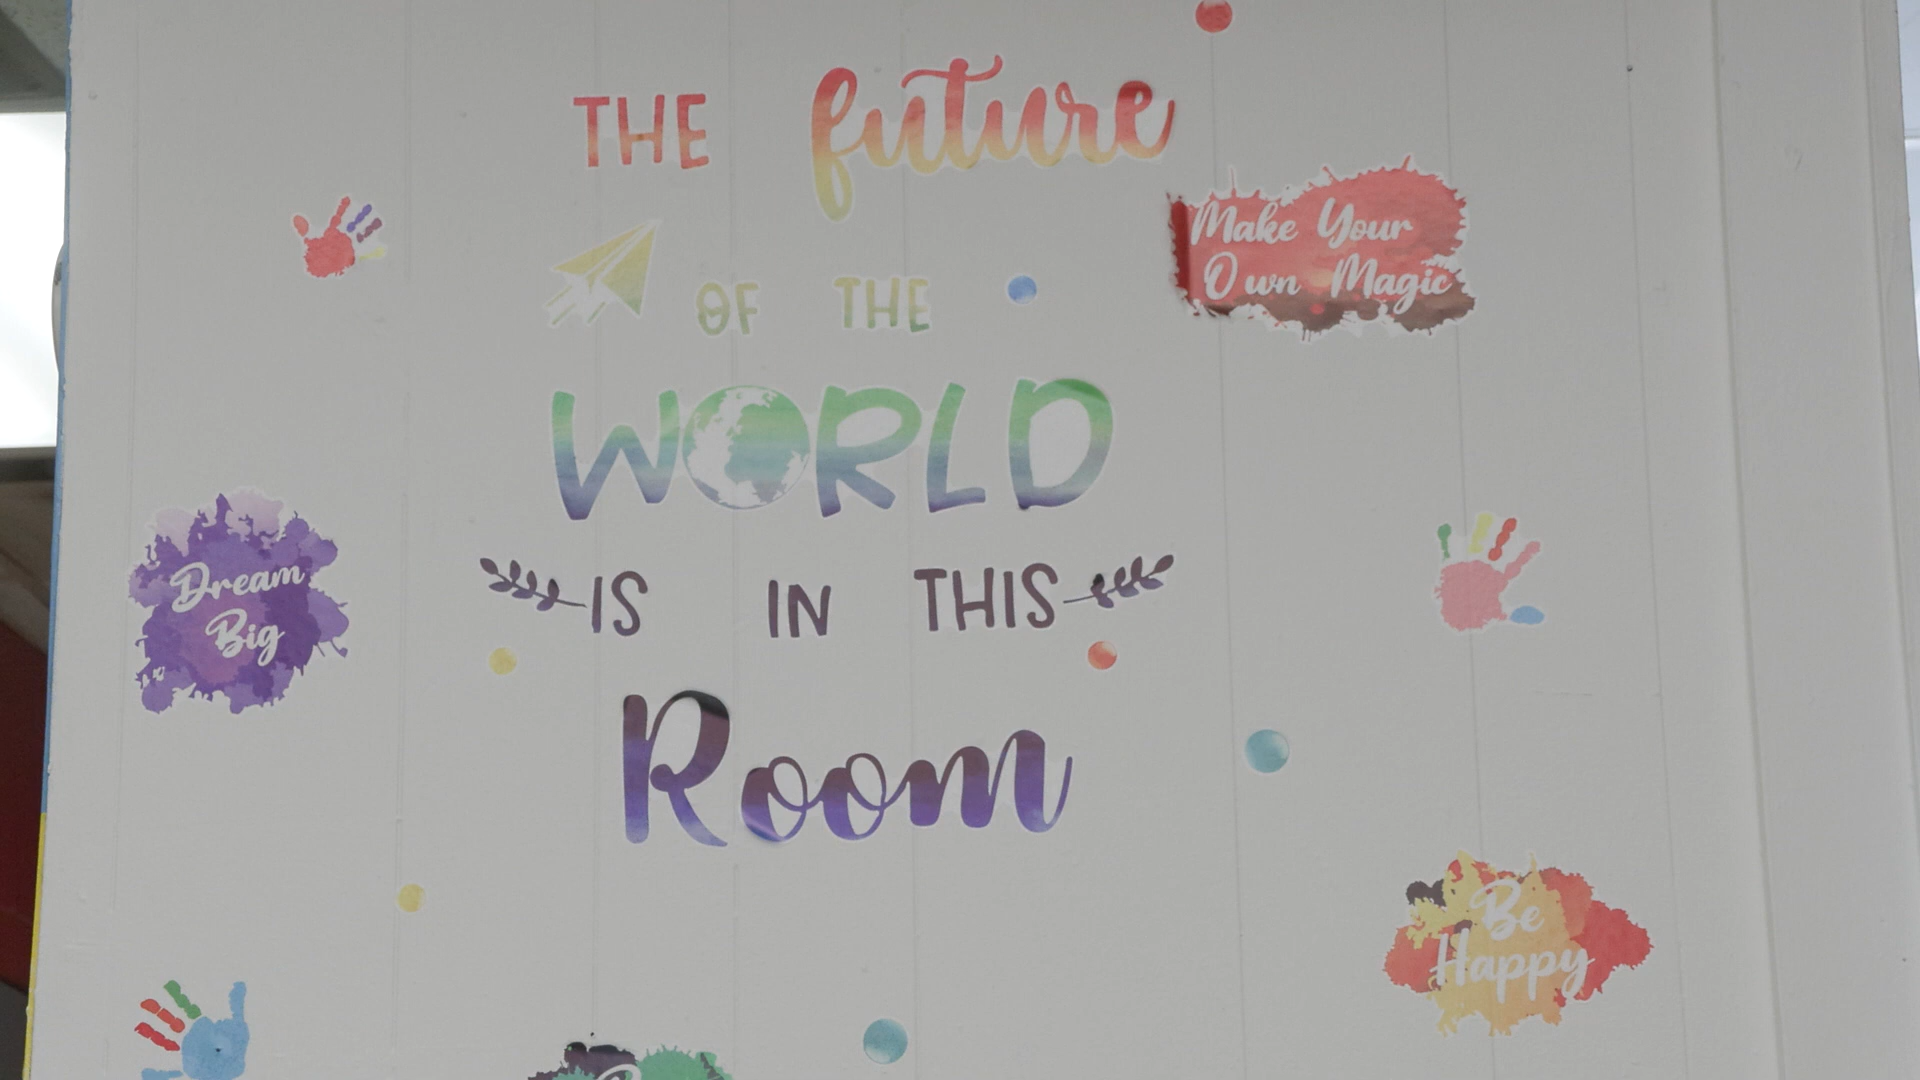 THE future
OF THE
WORLD
IS IN THIS
Room
Make Your
Own Magic
Dream
Big
Be
Happy